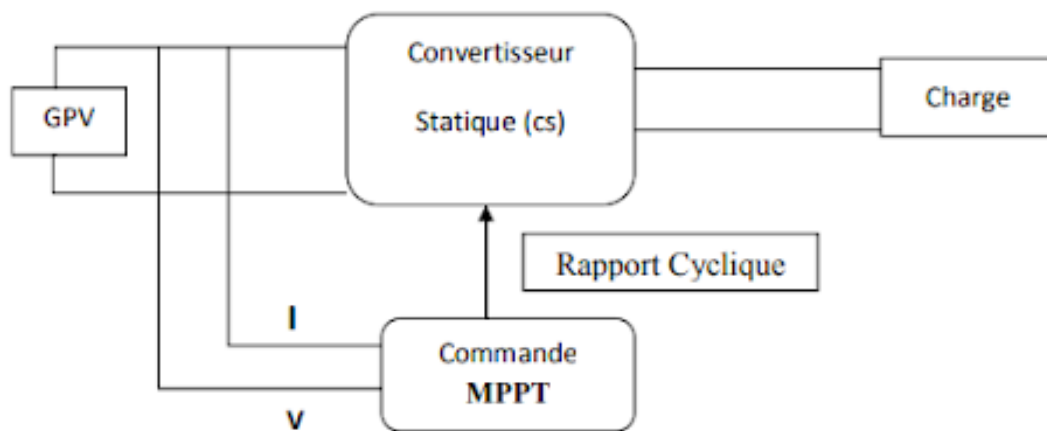 Convertisseur
Statique (cs)
GPV
Charge
Rapport Cyclique
I
Commande
MPPT
V